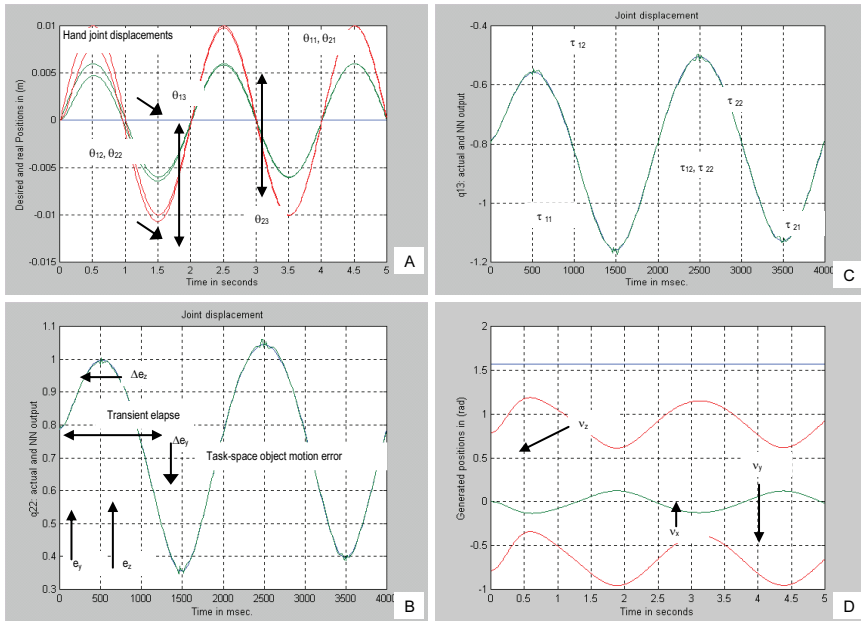 Hand joint displacements
θ11, θ21
θ13
θ12, θ22
θ23
0.01
0.005
0
-0.005
-0.01
-0.015
0 0.5 1 1.5 2 2.5 3 3.5 4 4.5 5
Desired and real Positions in (m)
Time in seconds
A
Joint displacement
τ 12
τ 22
τ12, τ 22
τ 11
τ 21
-0.4
-0.6
-0.8
-1
-1.2
0 500 1000 1500 2000 2500 3000 3500 4000
q13: actual and NN output
Time in msec.
C
Joint displacement
Δez
Transient elapse
Δey
Task-space object motion error
ey
ez
1.1
1
0.9
0.8
0.7
0.6
0.5
0.4
0.3
0 500 1000 1500 2000 2500 3000 3500 4000
q22: actual and NN output
Time in msec.
B
νz
νy
νx
2
1.5
1
0.5
0
-0.5
-1
0 0.5 1 1.5 2 2.5 3 3.5 4 4.5 5
Generated positions in (rad)
Time in seconds
D